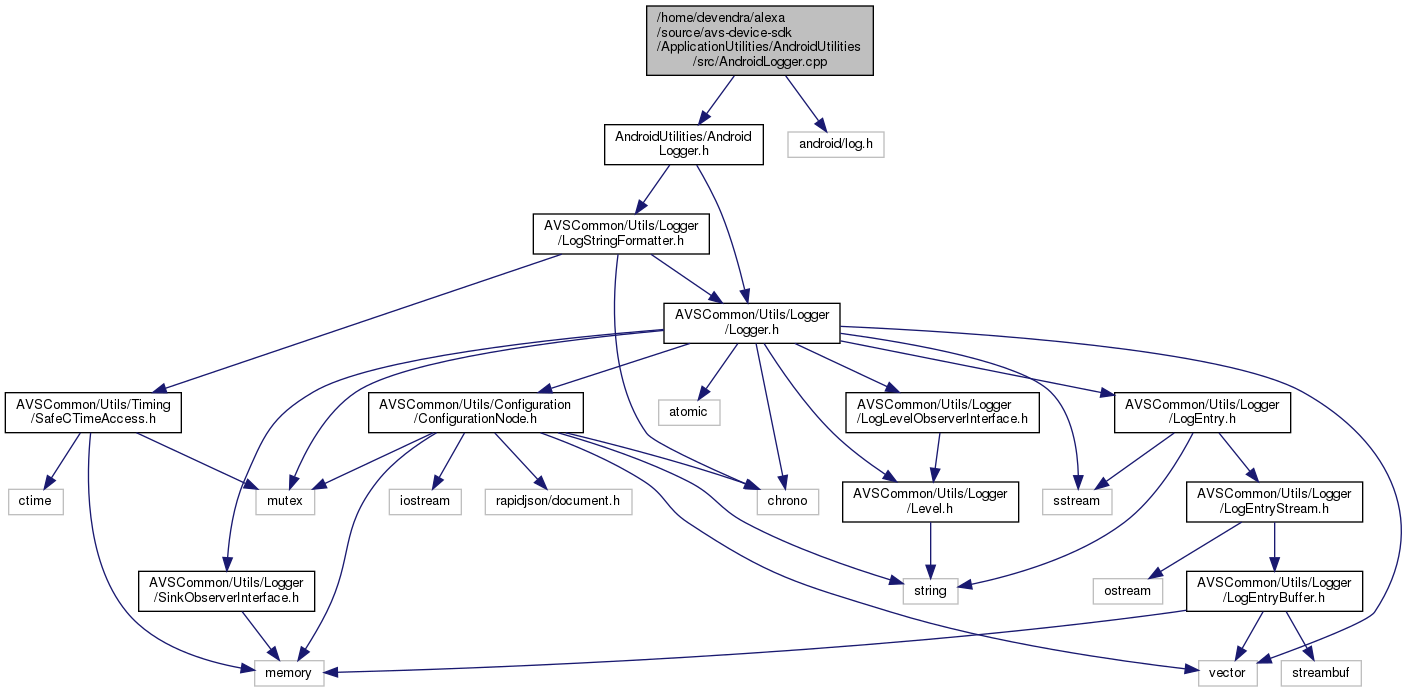 /home/devendra/alexa
/source/avs-device-sdk
/ApplicationUtilities/AndroidUtilities
/src/AndroidLogger.cpp
AndroidUtilities/Android
Logger.h
android/log.h
AVSCommon/Utils/Logger
/LogStringFormatter.h
AVSCommon/Utils/Logger
/Logger.h
AVSCommon/Utils/Timing
/SafeCTimeAccess.h
AVSCommon/Utils/Configuration
/ConfigurationNode.h
atomic
AVSCommon/Utils/Logger
/LogLevelObserverInterface.h
AVSCommon/Utils/Logger
/LogEntry.h
ctime
mutex
iostream
rapidjson/document.h
chrono
AVSCommon/Utils/Logger
/Level.h
sstream
AVSCommon/Utils/Logger
/LogEntryStream.h
AVSCommon/Utils/Logger
/SinkObserverInterface.h
string
ostream
AVSCommon/Utils/Logger
/LogEntryBuffer.h
memory
vector
streambuf